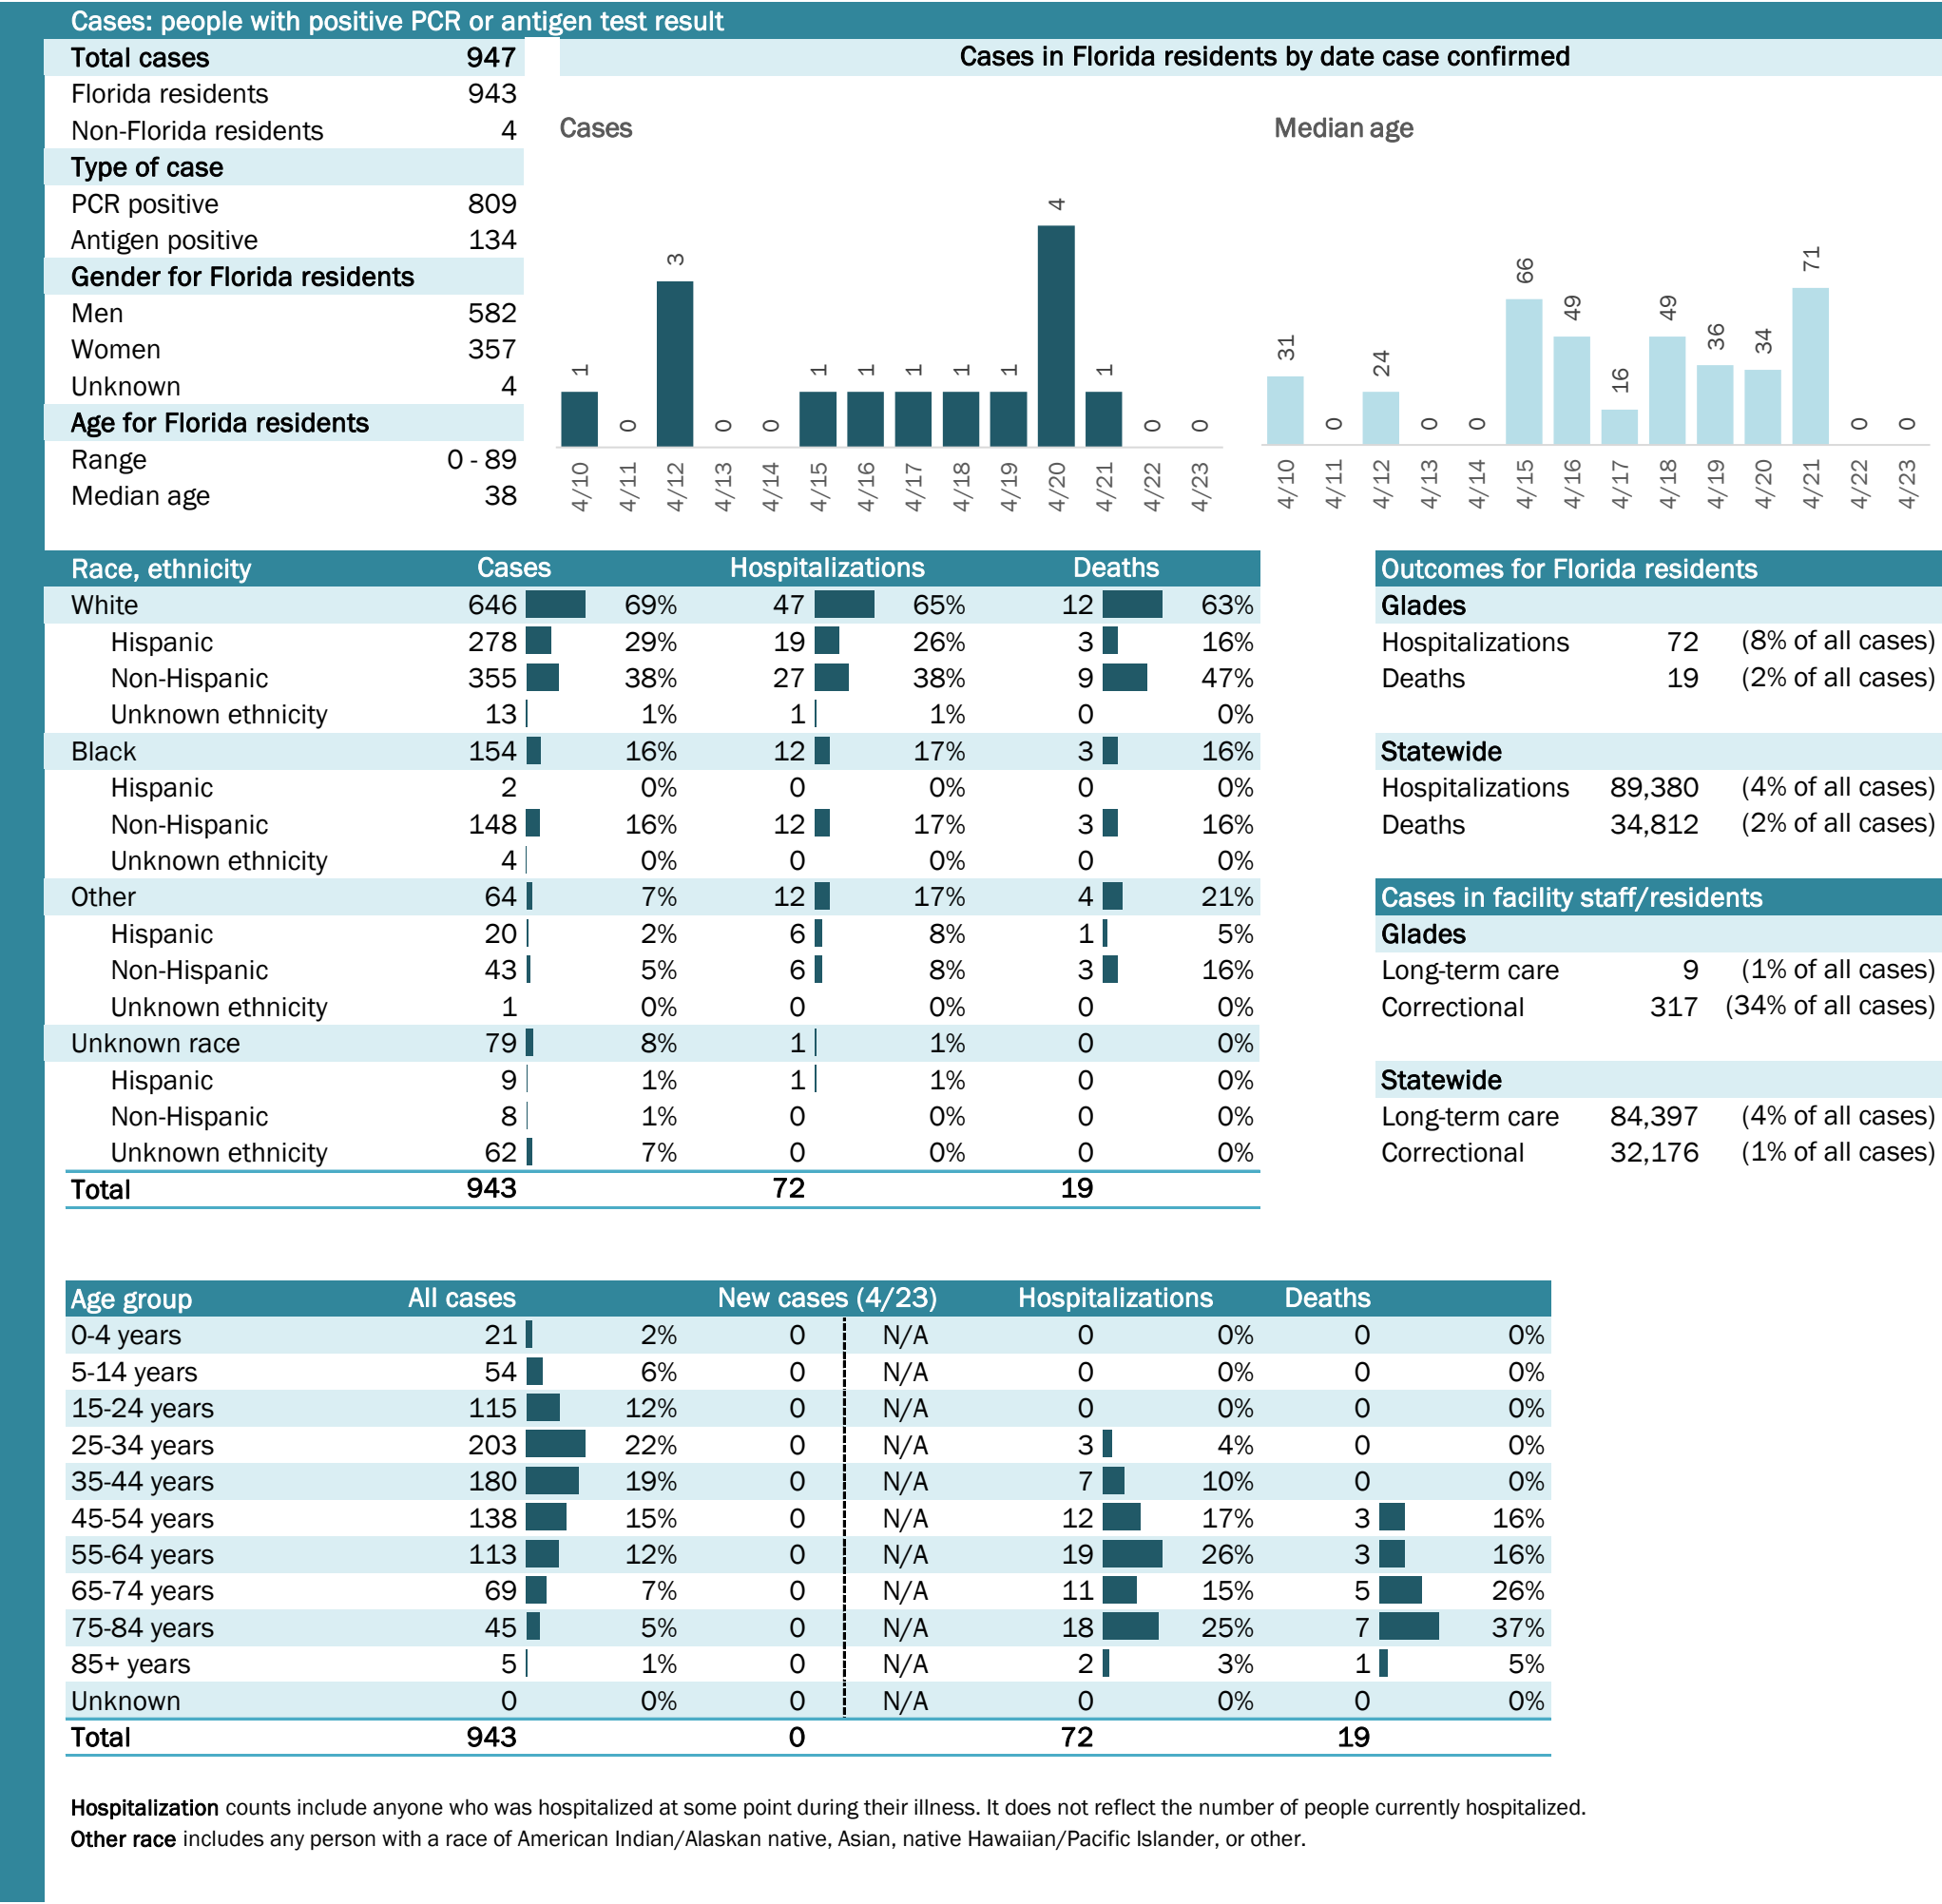 Cases: people with positive PCR or antigen test result
Total cases 947
Florida residents 943
Non-Florida residents 4
Type of case
PCR positive 809
Antigen positive 134
Gender for Florida residents
Men 582
Women 357
Unknown 4
Age for Florida residents
Range 0 - 89
Median age 38
Cases in Florida residents by date case confirmed
Cases
1 0 3 0 0 1 1 1 1 1 4 1 0 0
4/10 4/11 4/12 4/13 4/14 4/15 4/16 4/17 4/18 4/19 4/20 4/21 4/22 4/23
Median age
31 0 24 0 0 66 49 16 49 36 34 71 0 0
4/10 4/11 4/12 4/13 4/14 4/15 4/16 4/17 4/18 4/19 4/20 4/21 4/22 4/23
Race, ethnicity Cases Hospitalizations Deaths
White 646 69% 47 65% 12 63%
Hispanic 278 29% 19 26% 3 16%
Non-Hispanic 355 38% 27 38% 9 47%
Unknown ethnicity 13 1% 1 1% 0 0%
Black 154 16% 12 17% 3 16%
Hispanic 2 0% 0 0% 0 0%
Non-Hispanic 148 16% 12 17% 3 16%
Unknown ethnicity 4 0% 0 0% 0 0%
Other 64 7% 12 17% 4 21%
Hispanic 20 2% 6 8% 1 5%
Non-Hispanic 43 5% 6 8% 3 16%
Unknown ethnicity 1 0% 0 0% 0 0%
Unknown race 79 8% 1 1% 0 0%
Hispanic 9 1% 1 1% 0 0%
Non-Hispanic 8 1% 0 0% 0 0%
Unknown ethnicity 62 7% 0 0% 0 0%
Total 943 72 19
Outcomes for Florida residents
Glades
Hospitalizations 72 (8% of all cases)
Deaths 19 (2% of all cases)
Statewide
Hospitalizations 89,380 (4% of all cases)
Deaths 34,812 (2% of all cases)
Cases in facility staff/residents
Glades
Long-term care 9 (1% of all cases)
Correctional 317 (34% of all cases)
Statewide
Long-term care 84,397 (4% of all cases)
Correctional 32,176 (1% of all cases)
Age group All cases New cases (4/23) Hospitalizations Deaths
0-4 years 21 2% 0 N/A 0 0% 0 0%
5-14 years 54 6% 0 N/A 0 0% 0 0%
15-24 years 115 12% 0 N/A 0 0% 0 0%
25-34 years 203 22% 0 N/A 3 4% 0 0%
35-44 years 180 19% 0 N/A 7 10% 0 0%
45-54 years 138 15% 0 N/A 12 17% 3 16%
55-64 years 113 12% 0 N/A 19 26% 3 16%
65-74 years 69 7% 0 N/A 11 15% 5 26%
75-84 years 45 5% 0 N/A 18 25% 7 37%
85+ years 5 1% 0 N/A 2 3% 1 5%
Unknown 0 0% 0 N/A 0 0% 0 0%
Total 943 0 72 19
Hospitalization counts include anyone who was hospitalized at some point during their illness. It does not reflect the number of people currently hospitalized.
Other race includes any person with a race of American Indian/Alaskan native, Asian, native Hawaiian/Pacific Islander, or other.